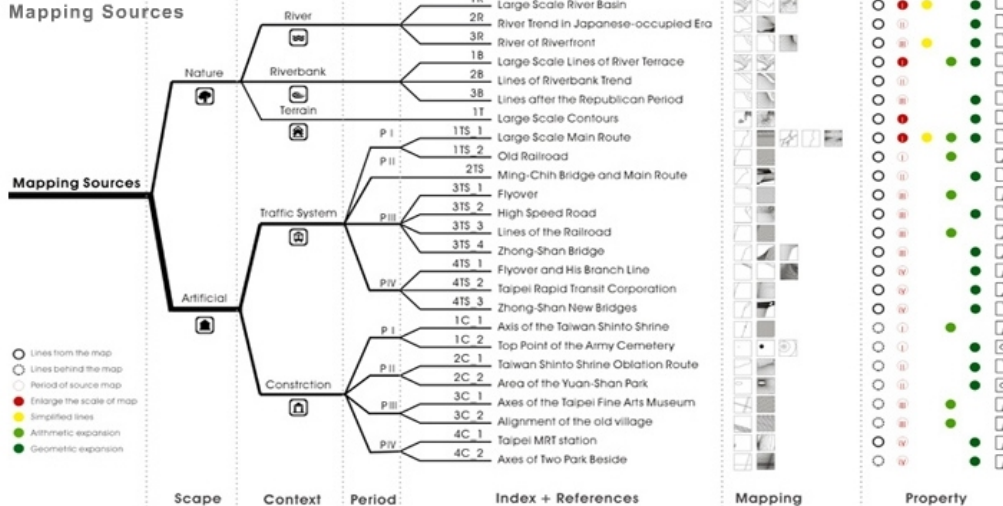 Mapping Sources
Large Scale River Basin
River
2R River Trend in Japanese-occupied Era
3R River of Riverfront
1B Large Scale Lines of River Terrace
Nature
Riverbank
2B Lines of Riverbank Trend
3B Lines after the Republican Period
Terrain
1T Large Scale Contours
P I
1TS_1 Large Scale Main Route
1TS_2 Old Railroad
P II
2TS Ming-Chih Bridge and Main Route
Mapping Sources
3TS_1 Flyover
Traffic System
PIII
3TS_2 High Speed Road
3TS_3 Lines of the Railroad
3TS_4 Zhong-Shan Bridge
4TS_1 Flyover and His Branch Line
PIV
4TS_2 Taipei Rapid Transit Corporation
Artificial
4TS_3 Zhong-Shan New Bridges
P I
1C_1 Axis of the Taiwan Shinto Shrine
1C_2 Top Point of the Army Cemetery
P II
2C_1 Taiwan Shinto Shrine Oblation Route
Constrction
2C_2 Area of the Yuan-Shan Park
PIII
3C_1 Axes of the Taipei Fine Arts Museum
3C_2 Alignment of the old village
PIV
4C_1 Taipei MRT station
4C_2 Axes of Two Park Beside
Lines from the map
Lines behind the map
Period of source map
Enlarge the scale of map
Simplified lines
Arithmetic expansion
Geometric expansion
Scape Context Period Index + References Mapping Property